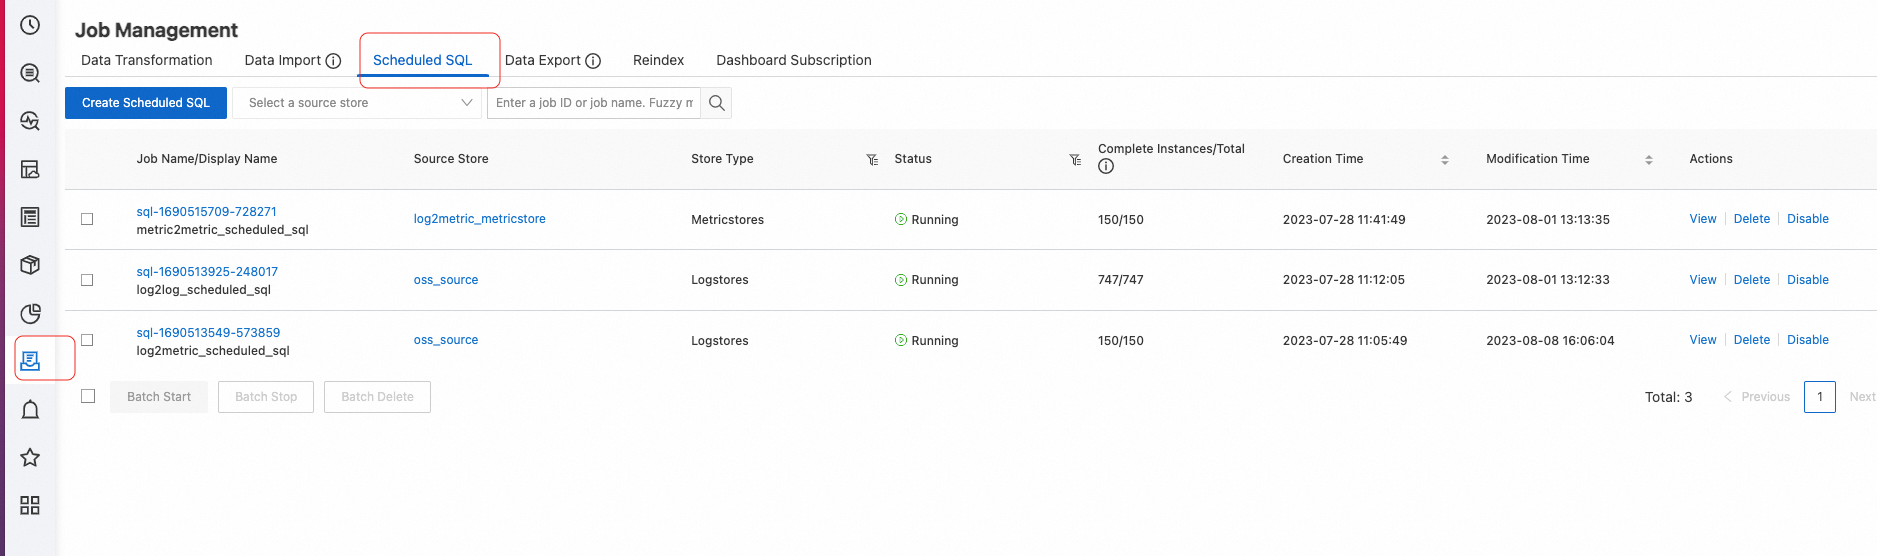 Job Management
Data Transformation Data Import Scheduled SQL Data Export Reindex Dashboard Subscription
Create Scheduled SQL Select a source store Enter a job ID or job name. Fuzzy m
Job Name/Display Name Source Store Store Type Status Complete Instances/Total Creation Time Modification Time Actions
sql-1690515709-728271 log2metric_metricstore Metricstores Running 150/150 2023-07-28 11:41:49 2023-08-01 13:13:35 View Delete Disable
metric2metric_scheduled_sql
sql-1690513925-248017 oss_source Logstores Running 747/747 2023-07-28 11:12:05 2023-08-01 13:12:33 View Delete Disable
log2log_scheduled_sql
sql-1690513549-573859 oss_source Logstores Running 150/150 2023-07-28 11:05:49 2023-08-08 16:06:04 View Delete Disable
log2metric_scheduled_sql
Batch Start Batch Stop Batch Delete Total: 3 Previous 1 Next